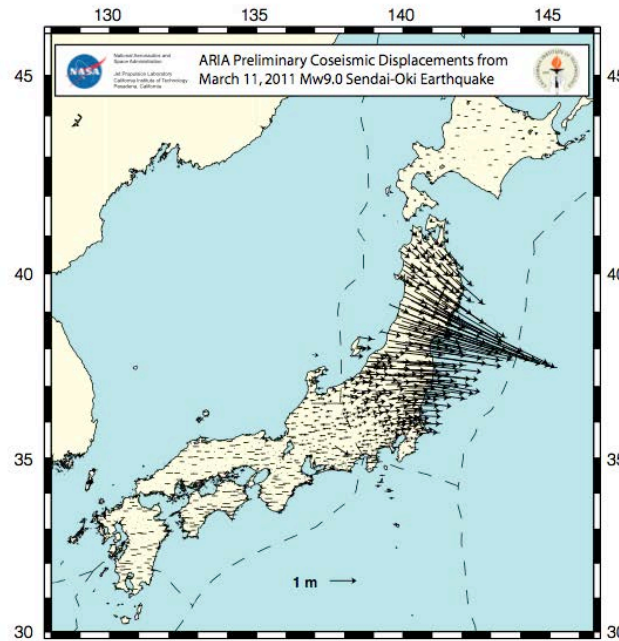 130 135 140 145
NASA
National Aeronautics and
Space Administration
Jet Propulsion Laboratory
California Institute of Technology
Pasadena, California
ARIA Preliminary Coseismic Displacements from
March 11, 2011 Mw9.0 Sendai-Oki Earthquake
45 45
40 40
35 35
1 m
30 30